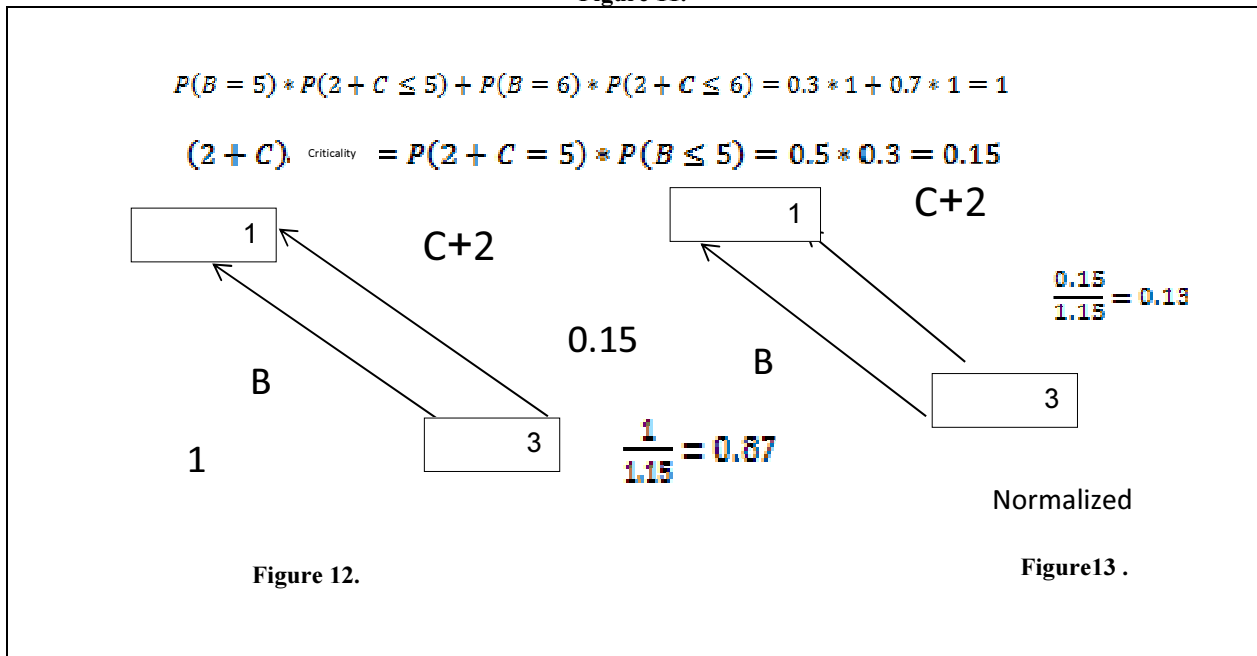 P(B = 5) * P(2 + C ≤ 5) + P(B = 6) * P(2 + C ≤ 6) = 0.3 * 1 + 0.7 * 1 = 1
(2 + C). Criticality = P(2 + C = 5) * P(B ≤ 5) = 0.5 * 0.3 = 0.15
1
C+2
1
C+2
0.15/1.15 = 0.13
0.15
B
B
3
1
3
1/1.15 = 0.87
Normalized
Figure 12.
Figure13 .